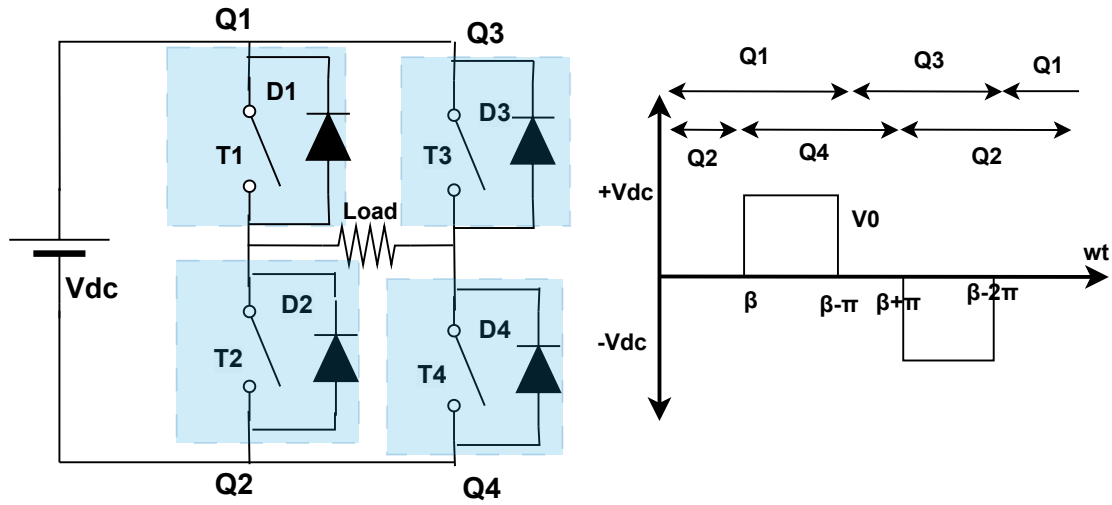 Q1
Q3
D1
T1
D3
T3
Load
Vdc
D2
T2
D4
T4
Q2
Q4
Q1
Q3
Q1
Q2
Q4
Q2
+Vdc
V0
wt
β
β-π
β+π
β-2π
-Vdc